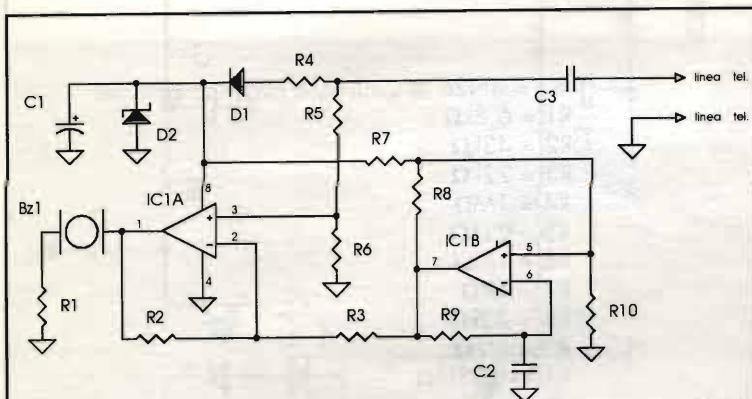 R4
linea tel.
C1
D1
R5
C3
D2
linea tel.
R7
8
R8
IC1A
Bz1
IC1B
1
3
2
R6
7
5
6
4
R10
R1
R2
R3
R9
C2